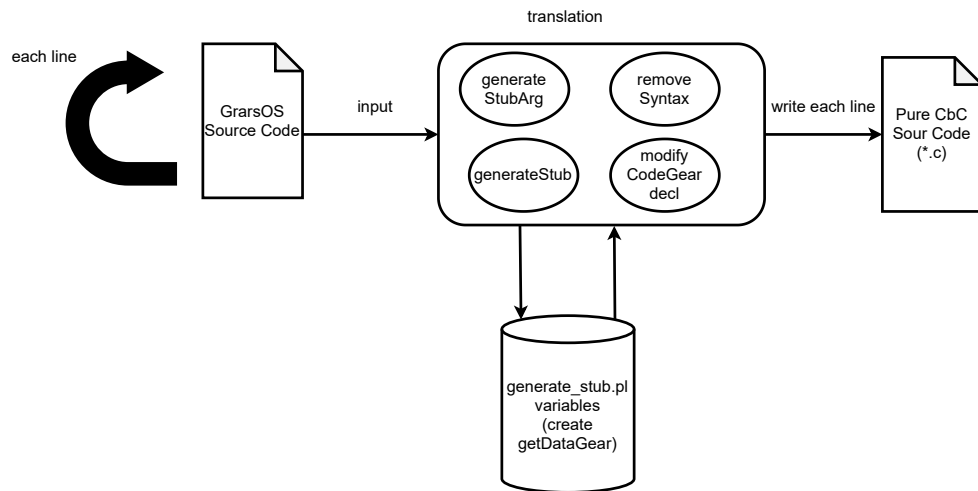 translation
each line
GrarsOS
Source Code
input
generate
StubArg
remove
Syntax
generateStub
modify
CodeGear
decl
write each line
Pure CbC
Sour Code
(*.c)
generate_stub.pl
variables
(create
getDataGear)